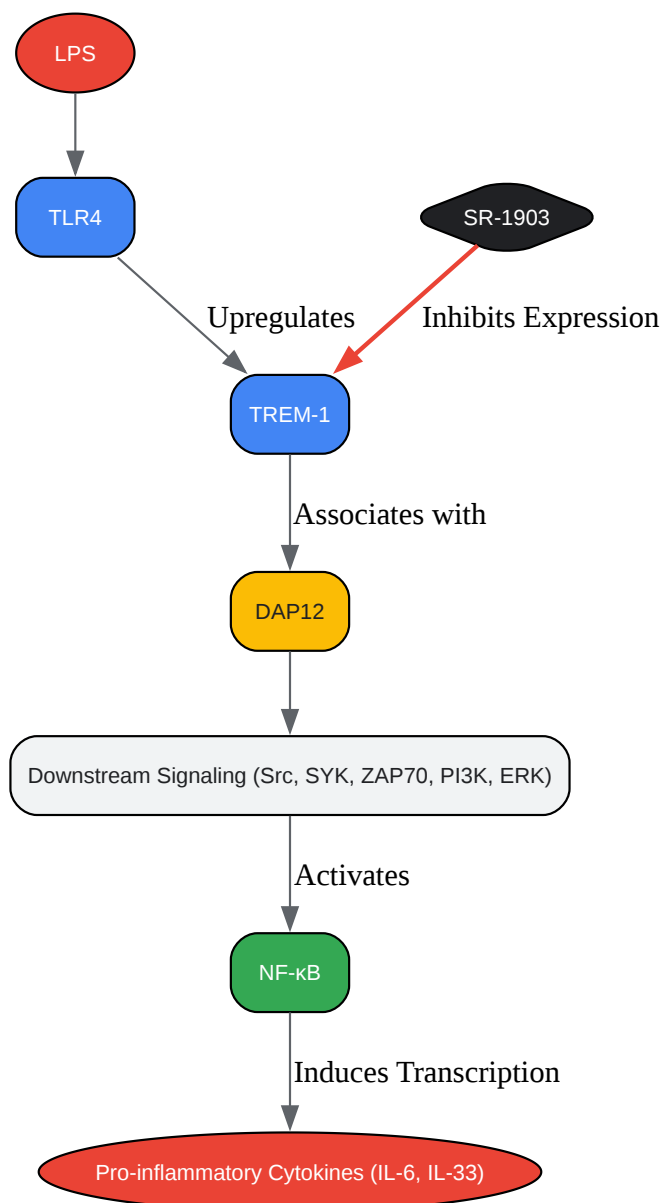 LPS
TLR4
SR-1903
Upregulates
Inhibits Expression
TREM-1
Associates with
DAP12
Downstream Signaling (Src, SYK, ZAP70, PI3K, ERK)
Activates
NF-κB
Induces Transcription
Pro-inflammatory Cytokines (IL-6, IL-33)